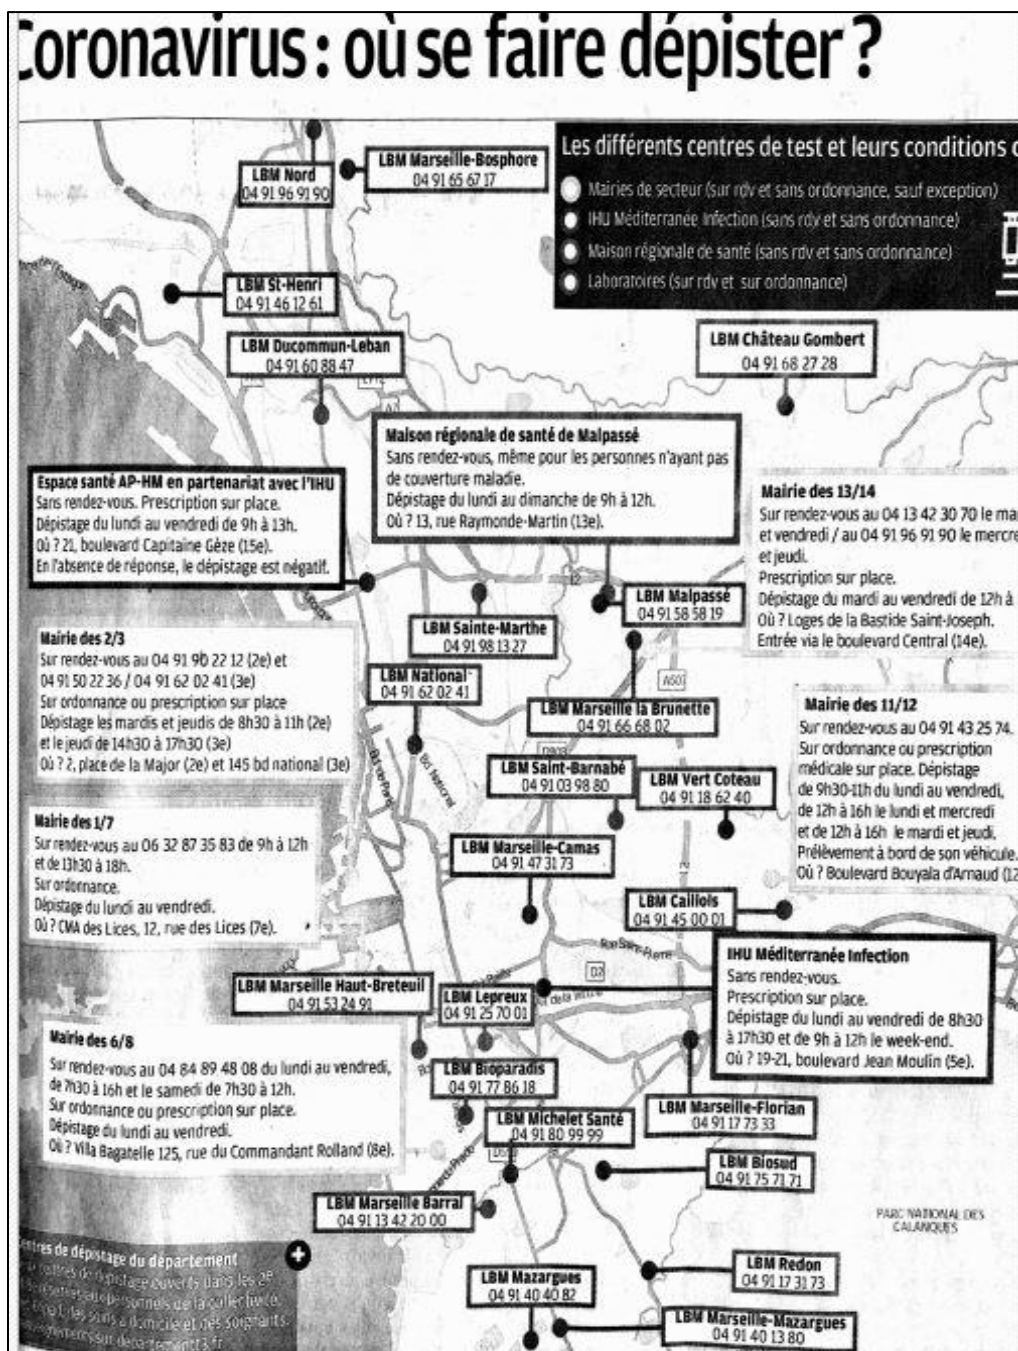 Coronavirus : où se faire dépister ?
Les différents centres de test et leurs conditions
Mairies de secteur (sur rdv et sans ordonnance, sauf exception)
IHU Méditerranée Infection (sans rdv et sans ordonnance)
Maison régionale de santé (sans rdv et sans ordonnance)
Laboratoires (sur rdv et sur ordonnance)
LBM Nord
04 91 96 91 90
LBM Marseille-Bosphore
04 91 65 67 17
LBM St-Henri
04 91 46 12 61
LBM Ducommun-Leban
04 91 60 88 47
LBM Château Gombert
04 91 68 27 28
Maison régionale de santé de Malpassé
Sans rendez-vous, même pour les personnes n'ayant pas
de couverture maladie.
Dépistage du lundi au dimanche de 9h à 12h.
Où ? 13, rue Raymonde-Martin (13e).
Espace santé AP-HM en partenariat avec l'IHU
Sans rendez-vous. Prescription sur place.
Dépistage du lundi au vendredi de 9h à 13h.
Où ? 21, boulevard Capitaine Gèze (15e).
En l'absence de réponse, le dépistage est négatif.
Mairie des 13/14
Sur rendez-vous au 04 13 42 30 70 le
et vendredi / au 04 91 96 91 90 le
et jeudi.
Prescription sur place.
Dépistage du mardi au vendredi de 12h à
Où ? Loges de la Bastide Saint-Joseph.
Entrée via le boulevard Central (14e).
LBM Malpassé
04 91 58 58 19
LBM Sainte-Marthe
04 91 98 13 27
Mairie des 2/3
Sur rendez-vous au 04 91 90 22 12 (2e) et
04 91 50 22 36 / 04 91 62 02 41 (3e)
Sur ordonnance ou prescription sur place
Dépistage les mardis et jeudis de 8h30 à 11h (2e)
et le jeudi de 14h30 à 17h30 (3e)
Où ? 2, place de la Major (2e) et 145 bd national (3e)
LBM National
04 91 62 02 41
A507
LBM Marseille la Brunette
04 91 66 68 02
Mairie des 11/12
Sur rendez-vous au 04 91 43 25 74.
Sur ordonnance ou prescription
médicale sur place. Dépistage
de 9h30-11h du lundi au vendredi,
de 12h à 16h le lundi et mercredi
et de 12h à 16h le mardi et jeudi.
Prélèvement à bord de son véhicule.
Où ? Boulevard Bouyala d'Arnaud (12
D908
Bd de Paris
Bd National
LBM Saint-Barnabé
04 91 03 98 80
LBM Vert Coteau
04 91 18 62 40
Mairie des 1/7
Sur rendez-vous au 06 32 87 35 83 de 9h à 12h
et de 13h30 à 18h.
Sur ordonnance.
Dépistage du lundi au vendredi.
Où ? CMA des Lices, 12, rue des Lices (7e).
LBM Marseille-Camas
04 91 47 31 73
LBM Caillols
04 91 45 00 01
Rue Saint-Pierre
D2
IHU Méditerranée Infection
Sans rendez-vous.
Prescription sur place.
Dépistage du lundi au vendredi de 8h30
à 17h30 et de 9h à 12h le week-end.
Où ? 19-21, boulevard Jean Moulin (5e).
LBM Marseille Haut-Breteuil
04 91 53 24 91
LBM Lepreux
04 91 25 70 01
Mairie des 6/8
Sur rendez-vous au 04 84 89 48 08 du lundi au vendredi,
de 7h30 à 16h et le samedi de 7h30 à 12h.
Sur ordonnance ou prescription sur place.
Dépistage du lundi au vendredi.
Où ? Villa Bagatelle 125, rue du Commandant Rolland (8e).
LBM Bioparadis
04 91 77 86 18
LBM Michelet Santé
04 91 80 99 99
LBM Marseille-Florian
04 91 17 73 33
LBM Biosud
04 91 75 71 71
LBM Marseille Barral
04 91 13 42 20 00
PARC NATIONAL DES
CALANQUES
Centres de dépistage du département
LBM Mazargues
04 91 40 40 82
LBM Redon
04 91 17 31 73
LBM Marseille-Mazargues
04 91 40 13 80